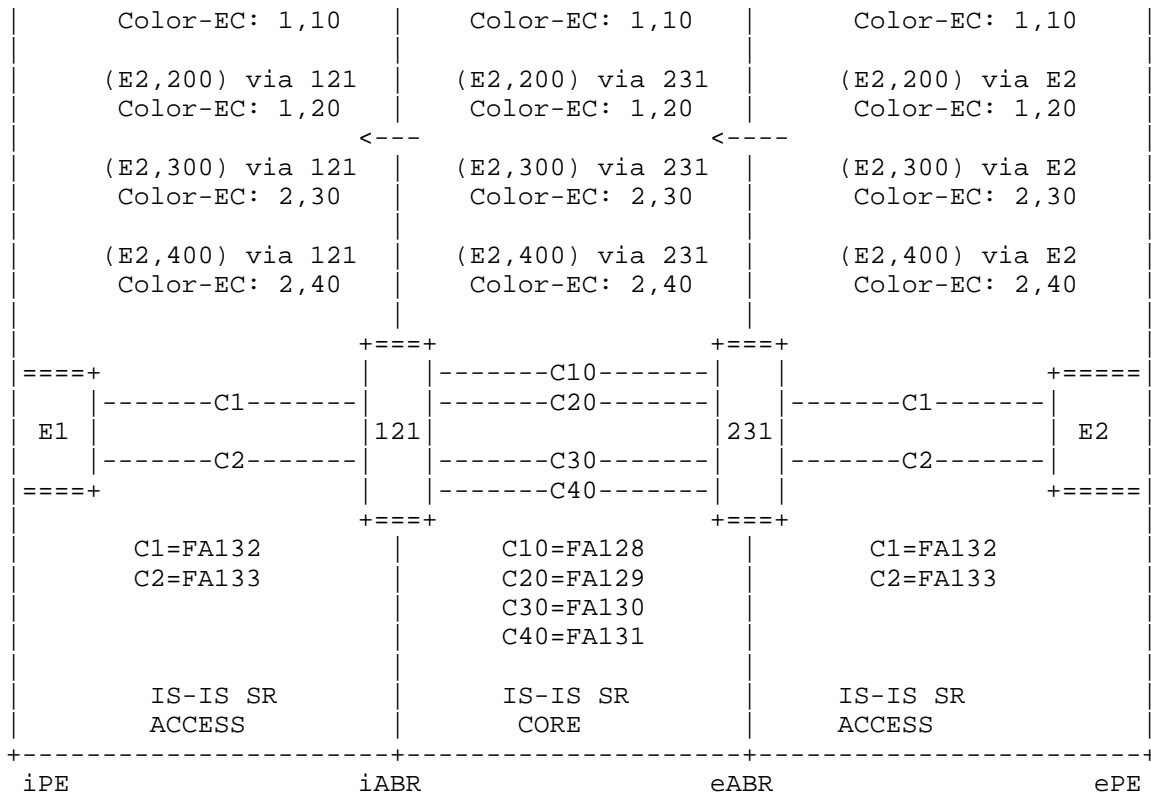 Color-EC: 1,10 Color-EC: 1,10 Color-EC: 1,10
(E2,200) via 121 (E2,200) via 231 (E2,200) via E2
Color-EC: 1,20 Color-EC: 1,20 Color-EC: 1,20
<--- <----
(E2,300) via 121 (E2,300) via 231 (E2,300) via E2
Color-EC: 2,30 Color-EC: 2,30 Color-EC: 2,30
(E2,400) via 121 (E2,400) via 231 (E2,400) via E2
Color-EC: 2,40 Color-EC: 2,40 Color-EC: 2,40
C10
C1 C20 C1
E1 121 231 E2
C2 C30 C2
C40
C1=FA132 C10=FA128 C1=FA132
C2=FA133 C20=FA129 C2=FA133
C30=FA130
C40=FA131
IS-IS SR IS-IS SR IS-IS SR
ACCESS CORE ACCESS
iPE iABR eABR ePE